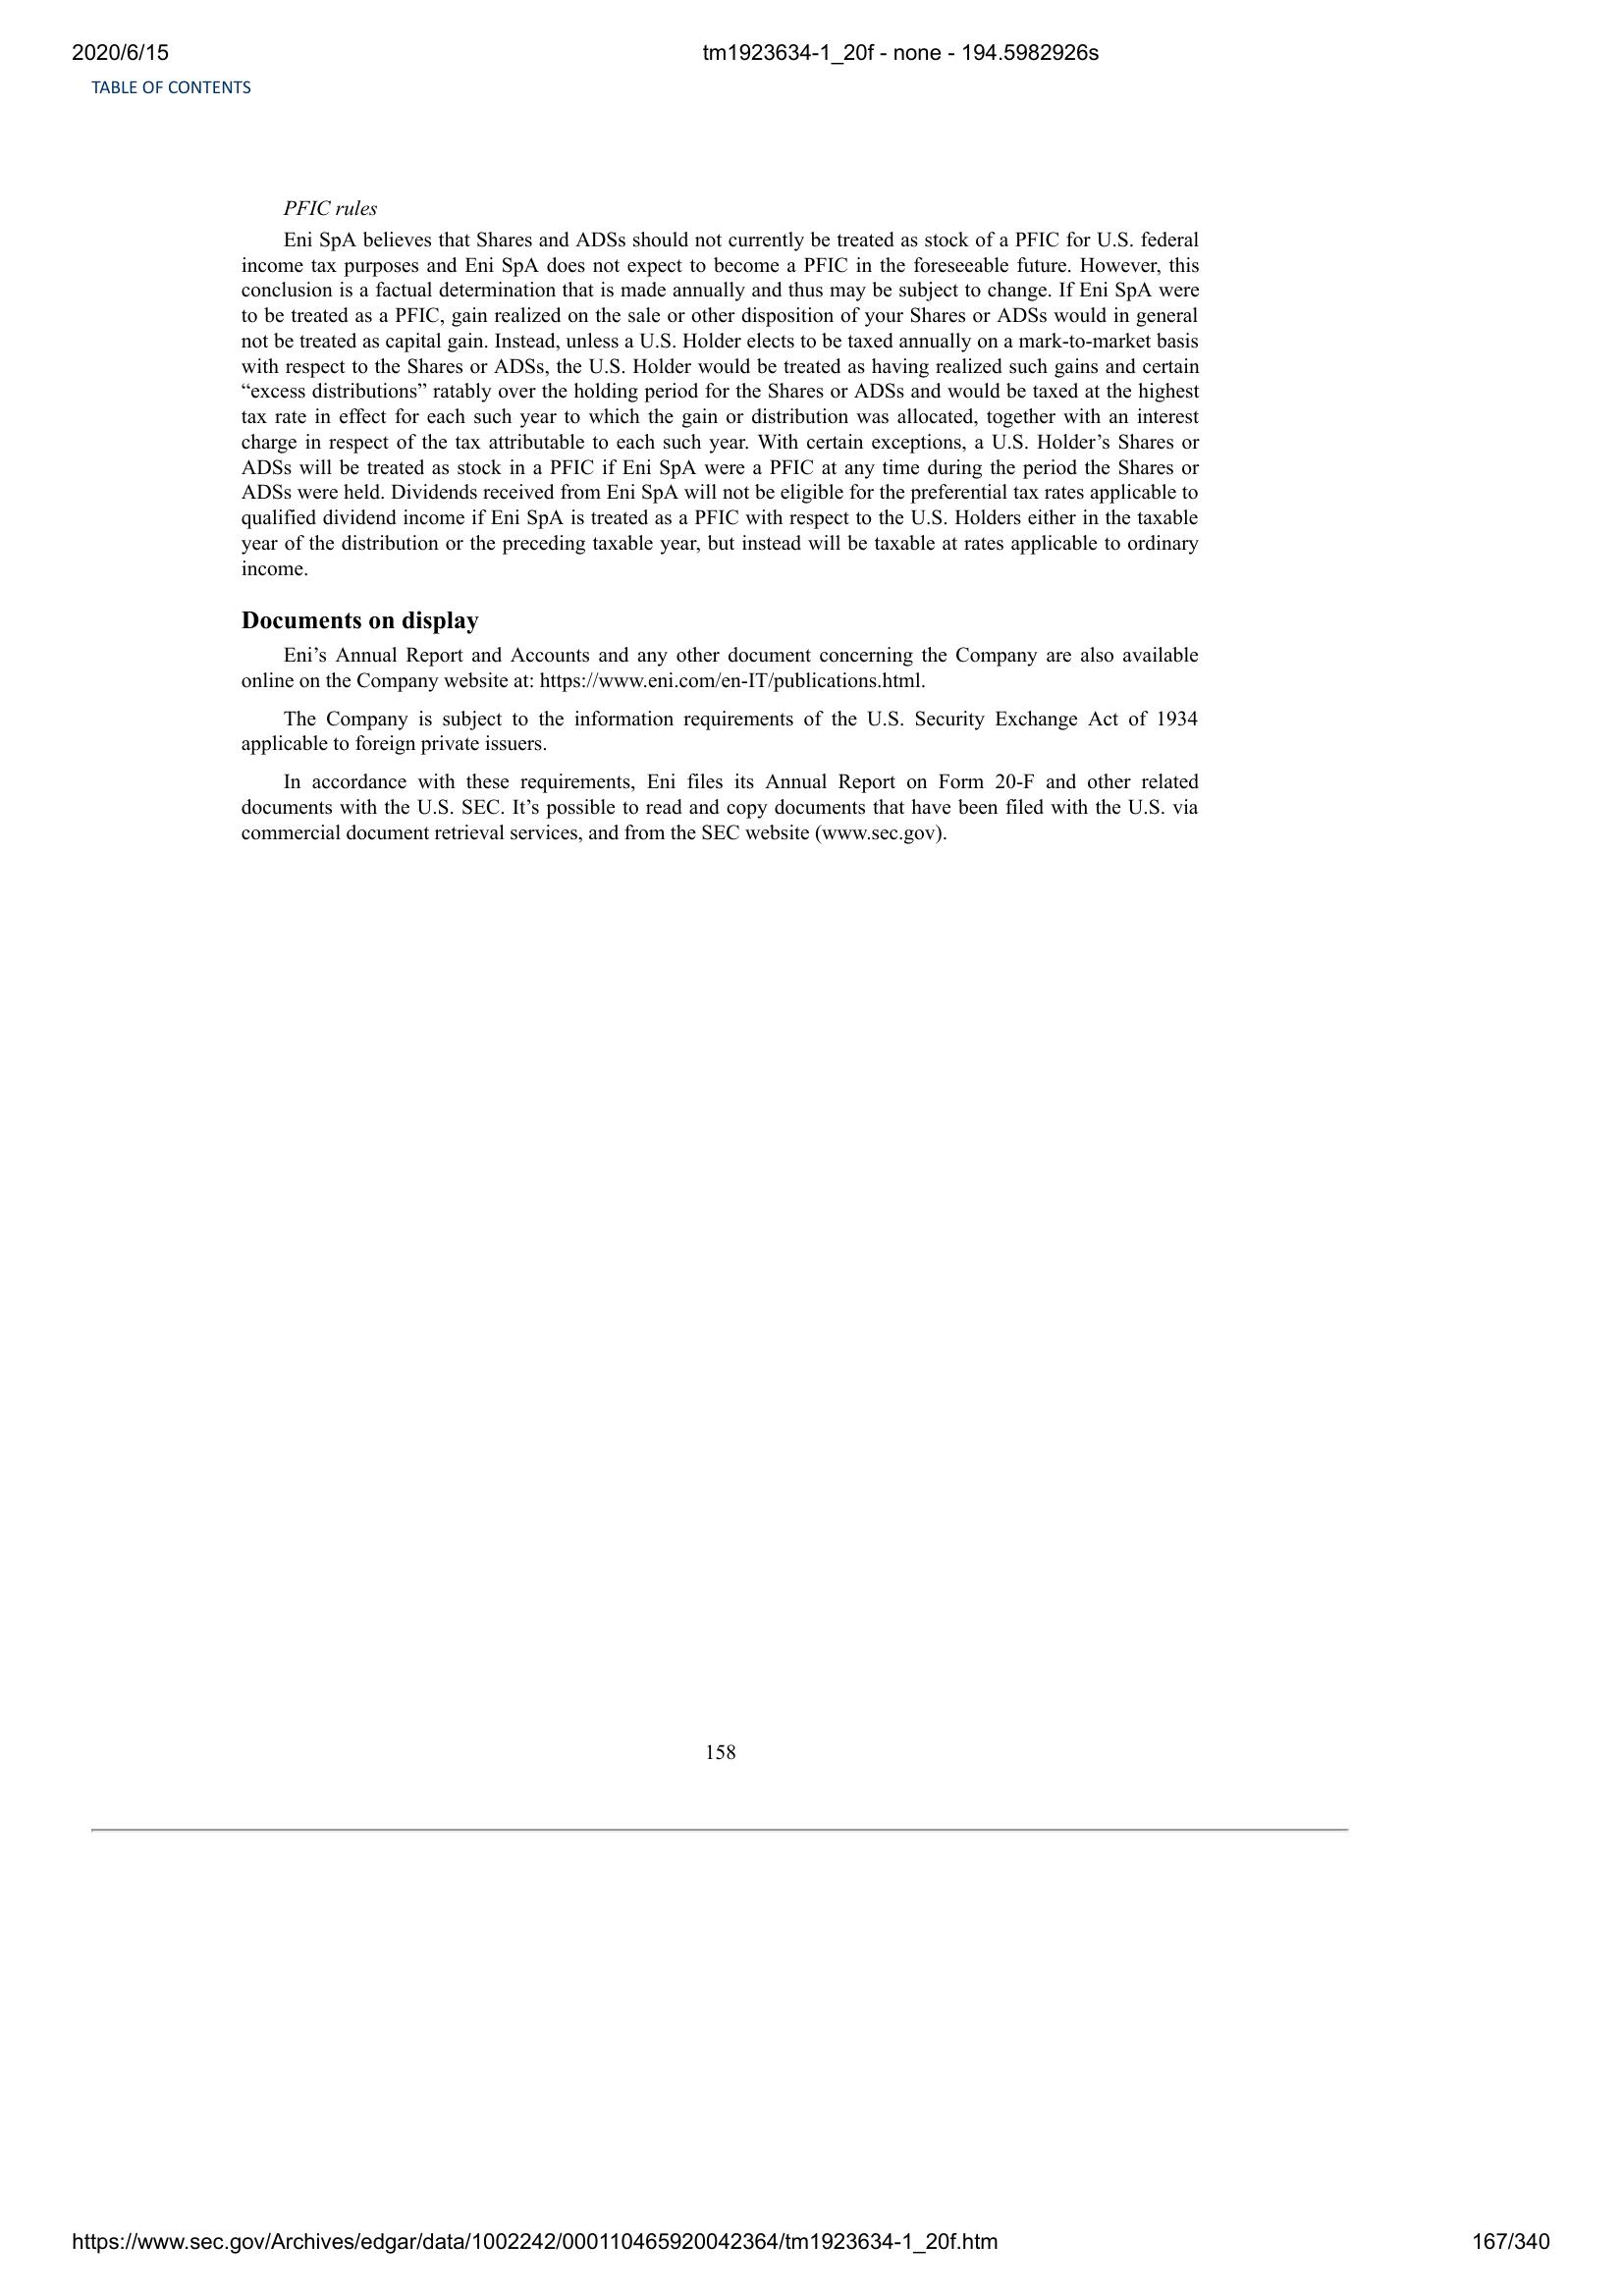 2020/6/15
tm1923634-1_20f - none - 194.5982926s
TABLE OF CONTENTS
PFIC rules
Eni SpA believes that Shares and ADSs should not currently be treated as stock of a PFIC for U.S. federal
income tax purposes and Eni SpA does not expect to become a PFIC in the foreseeable future. However, this
conclusion is a factual determination that is made annually and thus may be subject to change. If Eni SpA were
to be treated as a PFIC, gain realized on the sale or other disposition of your Shares or ADSs would in general
not be treated as capital gain. Instead, unless a U.S. Holder elects to be taxed annually on a mark-to-market basis
with respect to the Shares or ADSs, the U.S. Holder would be treated as having realized such gains and certain
“excess distributions” ratably over the holding period for the Shares or ADSs and would be taxed at the highest
tax rate in effect for each such year to which the gain or distribution was allocated, together with an interest
charge in respect of the tax attributable to each such year. With certain exceptions, a U.S. Holder’s Shares or
ADSs will be treated as stock in a PFIC if Eni SpA were a PFIC at any time during the period the Shares or
ADSs were held. Dividends received from Eni SpA will not be eligible for the preferential tax rates applicable to
qualified dividend income if Eni SpA is treated as a PFIC with respect to the U.S. Holders either in the taxable
year of the distribution or the preceding taxable year, but instead will be taxable at rates applicable to ordinary
income.
Documents on display
Eni’s Annual Report and Accounts and any other document concerning the Company are also available
online on the Company website at: https://www.eni.com/en-IT/publications.html.
The Company is subject to the information requirements of the U.S. Security Exchange Act of 1934
applicable to foreign private issuers.
In accordance with these requirements, Eni files its Annual Report on Form 20-F and other related
documents with the U.S. SEC. It’s possible to read and copy documents that have been filed with the U.S. via
commercial document retrieval services, and from the SEC website (www.sec.gov).
158
https://www.sec.gov/Archives/edgar/data/1002242/000110465920042364/tm1923634-1_20f.htm
167/340